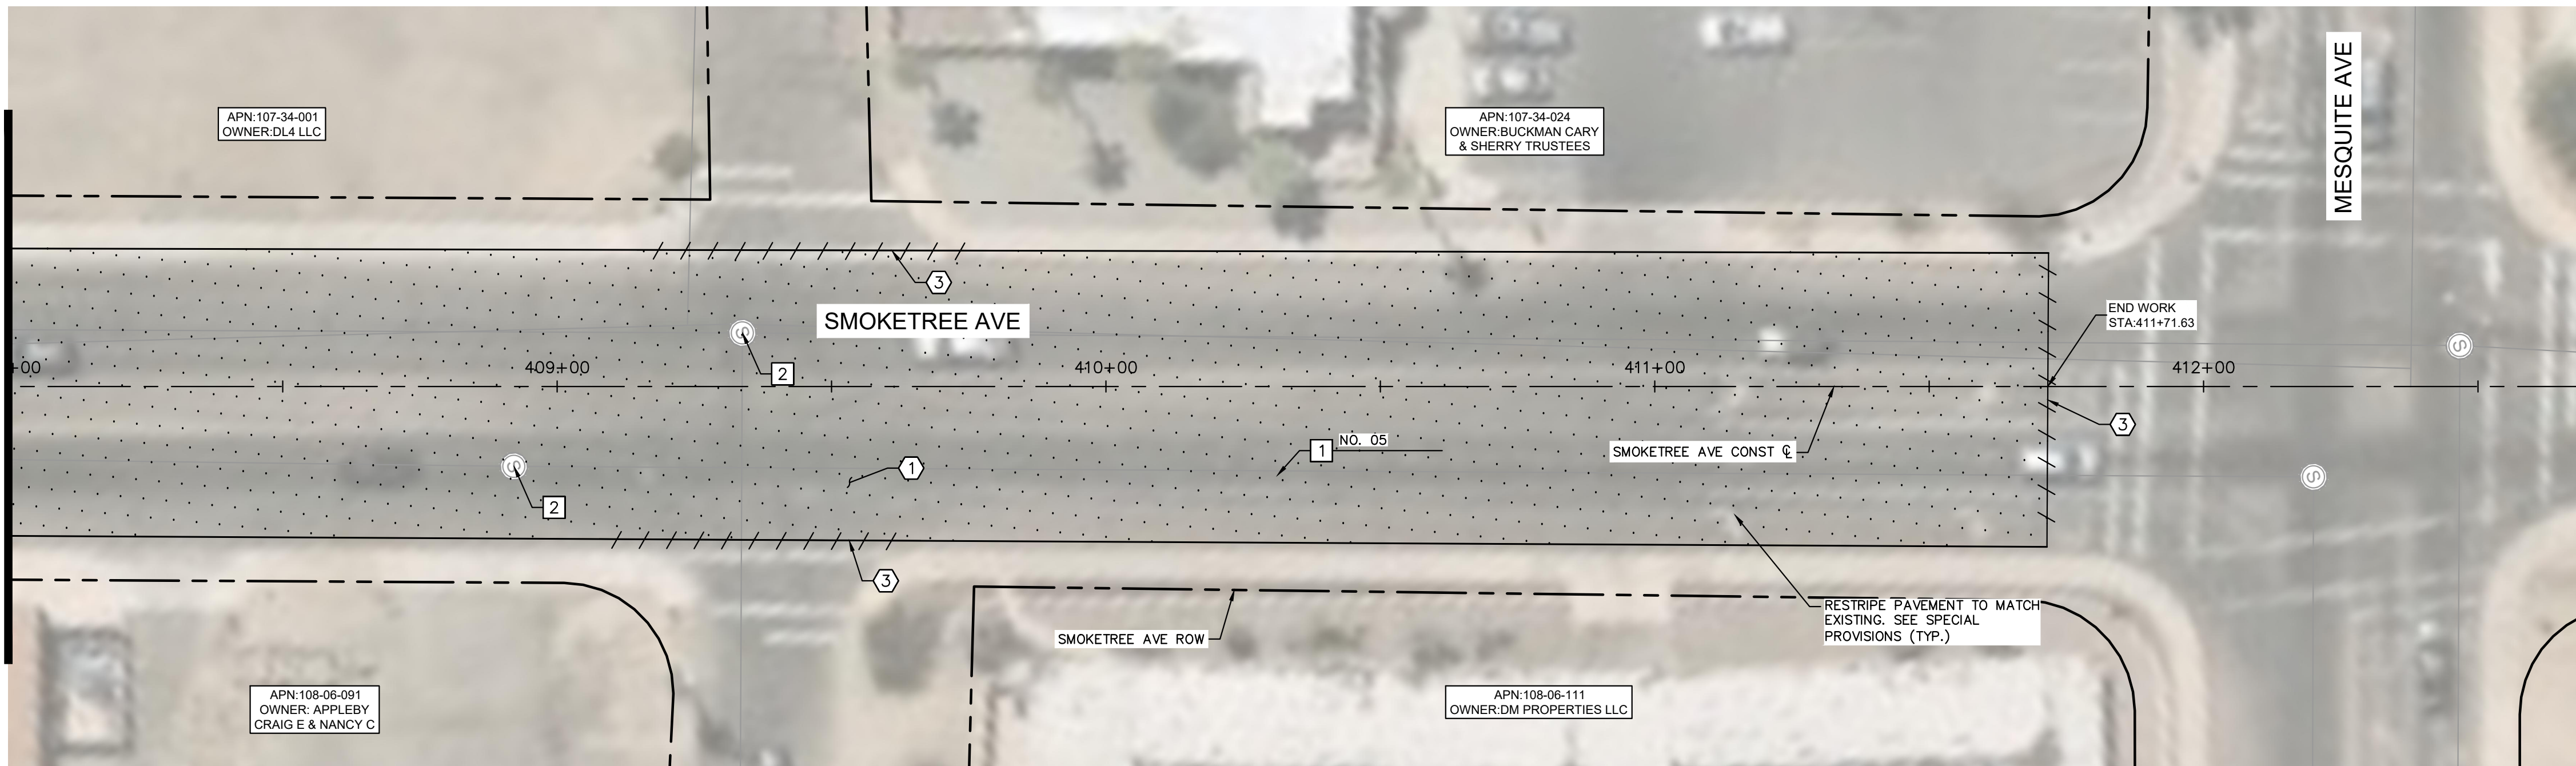 APN:107-34-001
OWNER:DL4 LLC
APN:107-34-024
OWNER:BUCKMAN CARY
& SHERRY TRUSTEES
MESQUITE AVE
3
SMOKETREE AVE
END WORK
STA:411+71.63
S
S
+00
409+00
410+00
411+00
412+00
2
3
1
NO. 05
SMOKETREE AVE CONST ℄
S
1
S
2
3
RESTRIPE PAVEMENT TO MATCH
EXISTING. SEE SPECIAL
PROVISIONS (TYP.)
SMOKETREE AVE ROW
APN:108-06-091
OWNER: APPLEBY
CRAIG E & NANCY C
APN:108-06-111
OWNER:DM PROPERTIES LLC